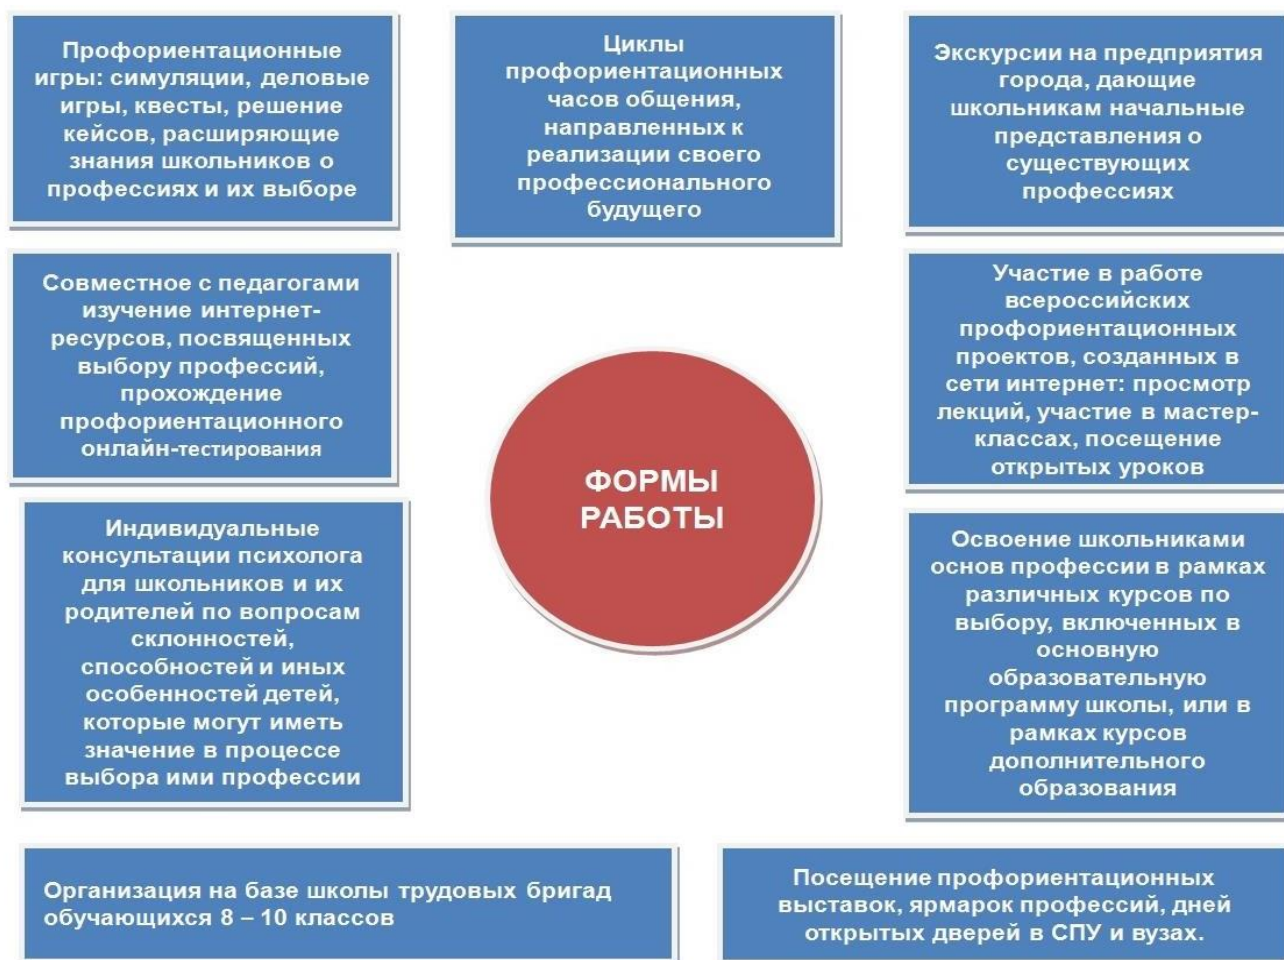 Профориентационные
игры: симуляции, деловые
игры, квесты, решение
кейсов, расширяющие
знания школьников о
профессиях и их выборе
Циклы
профориентационных
часов общения,
направленных к
реализации своего
профессионального
будущего
Экскурсии на предприятия
города, дающие
школьникам начальные
представления о
существующих
профессиях
Совместное с педагогами
изучение интернет-
ресурсов, посвященных
выбору профессий,
прохождение
профориентационного
онлайн-тестирования
Участие в работе
всероссийских
профориентационных
проектов, созданных в
сети интернет: просмотр
лекций, участие в мастер-
классах, посещение
открытых уроков
ФОРМЫ
РАБОТЫ
Индивидуальные
консультации психолога
для школьников и их
родителей по вопросам
склонностей,
способностей и иных
особенностей детей,
которые могут иметь
значение в процессе
выбора ими профессии
Освоение школьниками
основ профессии в рамках
различных курсов по
выбору, включенных в
основную
образовательную
программу школы, или в
рамках курсов
дополнительного
образования
Организация на базе школы трудовых бригад
обучающихся 8 – 10 классов
Посещение профориентационных
выставок, ярмарок профессий, дней
открытых дверей в СПУ и вузах.